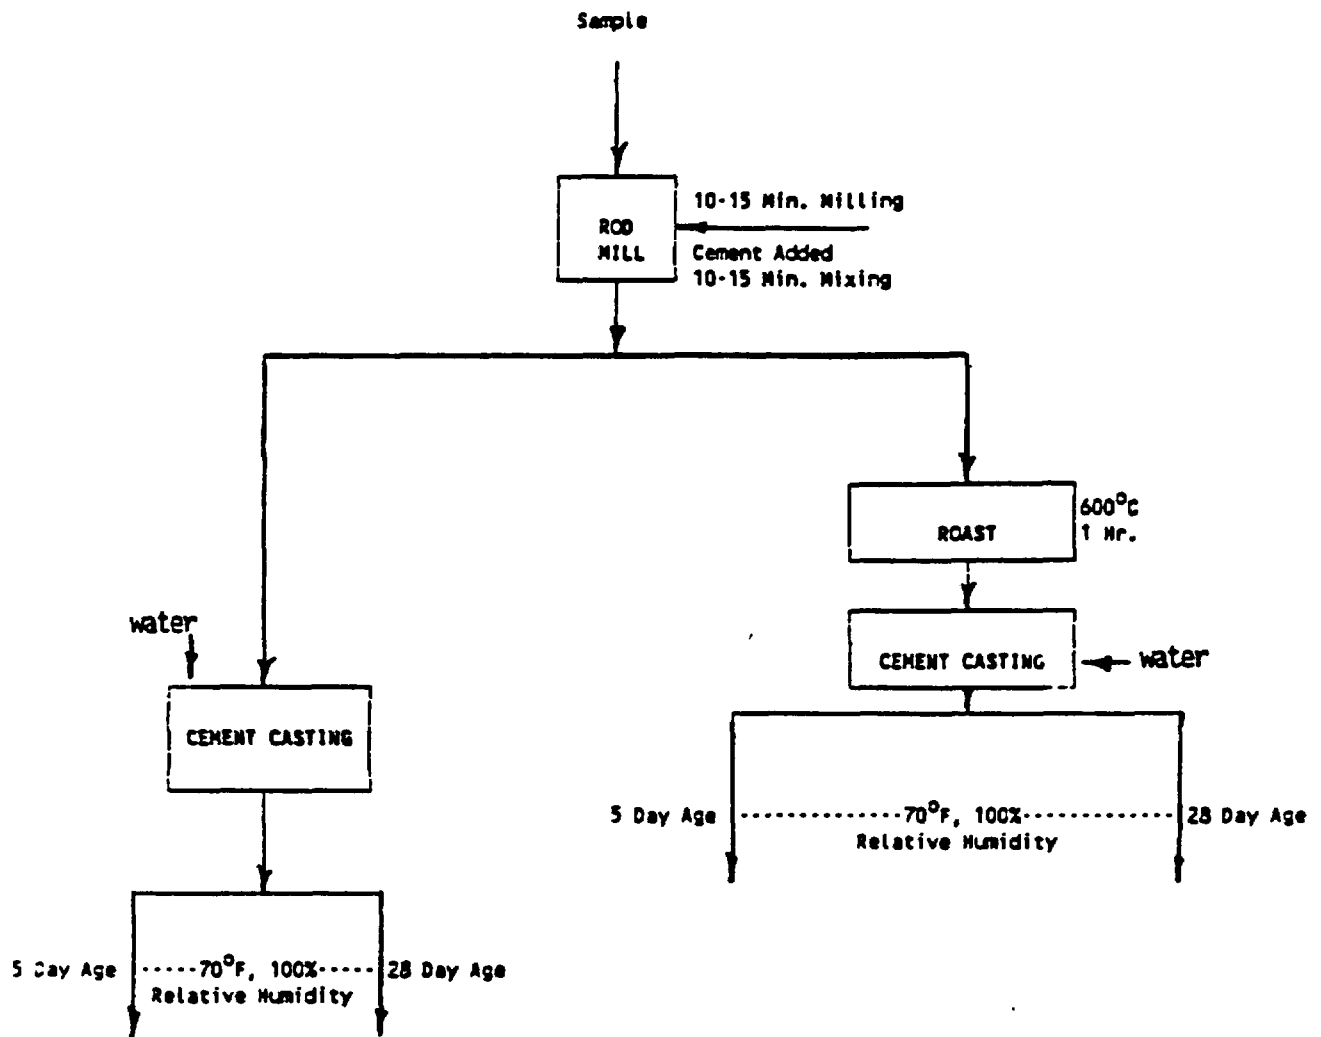 Sample
10-15 Min. Milling
ROD
MILL
Cement Added
10-15 Min. Mixing
600°C
1 Hr.
ROAST
water
CEMENT CASTING
water
CEMENT CASTING
5 Day Age
70°F, 100%
28 Day Age
Relative Humidity
5 Day Age
70°F, 100%
28 Day Age
Relative Humidity